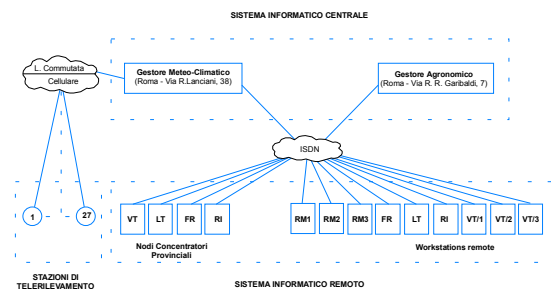 SISTEMA INFORMATICO CENTRALE
L. Commutata
Cellulare
Gestore Meteo-Climatico
(Roma - Via R.Lanciani, 38)
Gestore Agronomico
(Roma - Via R. R. Garibaldi, 7)
ISDN
1
27
VT
LT
FR
RI
RM1
RM2
RM3
FR
LT
RI
VT/1
VT/2
VT/3
Nodi Concentratori
Provinciali
Workstations remote
STAZIONI DI
TELERILEVAMENTO
SISTEMA INFORMATICO REMOTO